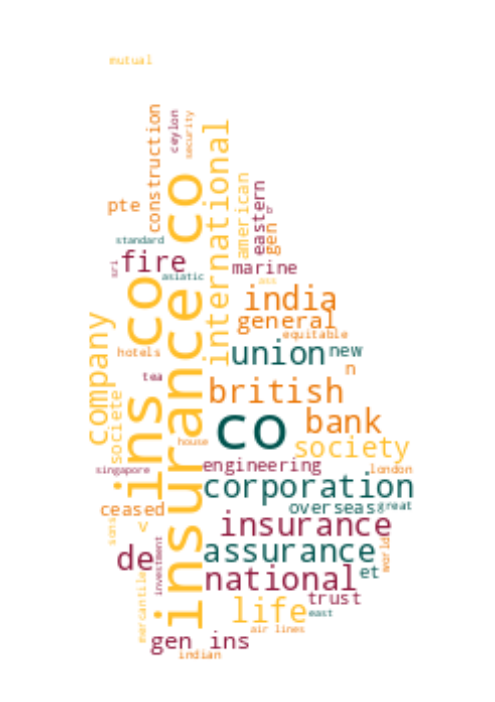 mutual
construction
ceylon
security
insurance co
international
american
eastern
b
gen
pte
standard
sri
fire
asiatic
marine
ass
ins co
india
general
equitable
company
hotels
union
new
n
tea
british
societe
co
bank
house
society
singapore
engineering
london
corporation
ceased
overseas
great
v
sons
insurance
world
de
investment
assurance
et
national
mercantile
trust
life
east
air lines
gen ins
indian